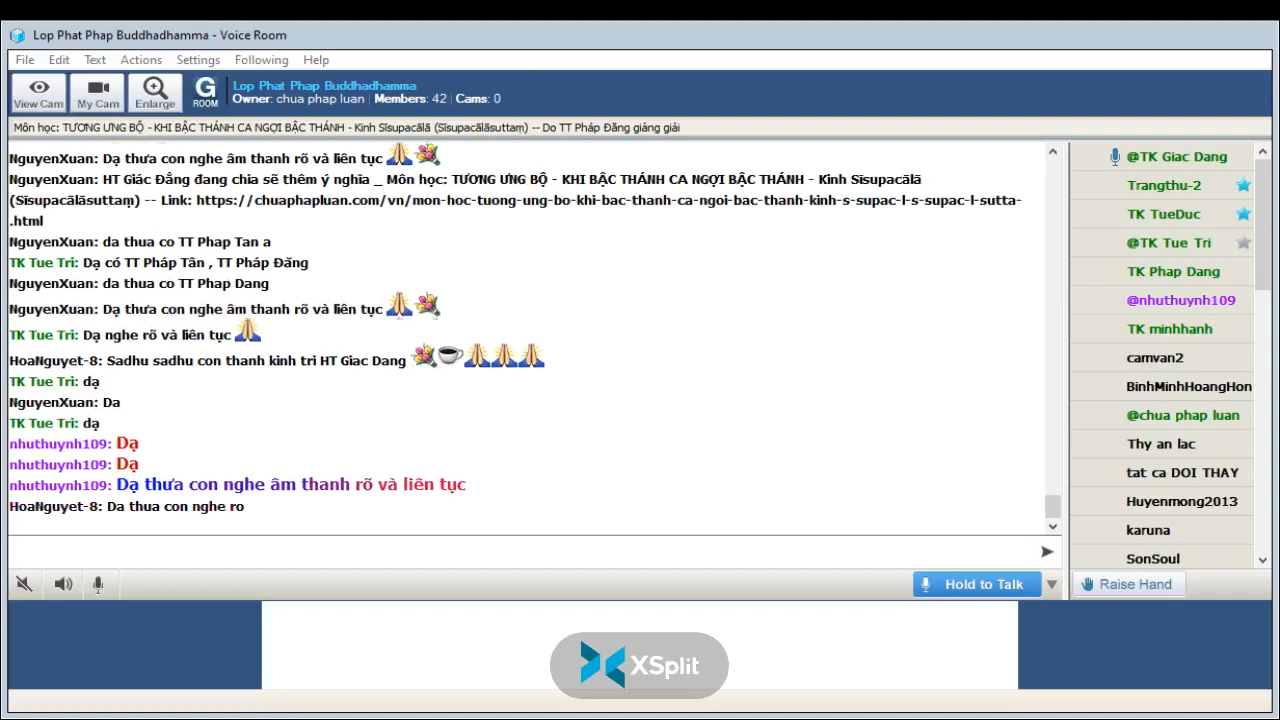 Lop Phat Phap Buddhadhamma - Voice Room
File Edit Text Actions Settings Following Help
View Cam My Cam Enlarge G ROOM
Lop Phat Phap Buddhadhamma
Owner: chua phap luan | Members: 42 | Cams: 0
Môn học: TƯƠNG ƯNG BỘ - KHI BẬC THÁNH CA NGỢI BẬC THÁNH - Kinh Sīsupacālā (Sīsupacālāsuttaṃ) -- Do TT Pháp Đăng giảng giải
NguyenXuan: Dạ thưa con nghe âm thanh rõ và liên tục
NguyenXuan: HT Giác Đẳng đang chia sẽ thêm ý nghĩa _ Môn học: TƯƠNG ƯNG BỘ - KHI BẬC THÁNH CA NGỢI BẬC THÁNH - Kinh Sīsupacālā
(Sīsupacālāsuttaṃ) -- Link: https://chuaphapluan.com/vn/mon-hoc-tuong-ung-bo-khi-bac-thanh-ca-ngoi-bac-thanh-kinh-s-supac-l-s-supac-l-sutta-
.html
NguyenXuan: da thua co TT Phap Tan a
TK Tue Tri: Dạ có TT Pháp Tân , TT Pháp Đăng
NguyenXuan: da thua co TT Phap Dang
NguyenXuan: Dạ thưa con nghe âm thanh rõ và liên tục
TK Tue Tri: Dạ nghe rõ và liên tục
HoaNguyet-8: Sadhu sadhu con thanh kinh tri HT Giac Dang
TK Tue Tri: dạ
NguyenXuan: Da
TK Tue Tri: dạ
nhuthuynh109: Dạ
nhuthuynh109: Dạ
nhuthuynh109: Dạ thưa con nghe âm thanh rõ và liên tục
HoaNguyet-8: Da thua con nghe ro
@TK Giac Dang
Trangthu-2
TK TueDuc
@TK Tue Tri
TK Phap Dang
@nhuthuynh109
TK minhhanh
camvan2
BinhMinhHoangHon
@chua phap luan
Thy an lac
tat ca DOI THAY
Huyenmong2013
karuna
SonSoul
Hold to Talk
Raise Hand
XSplit